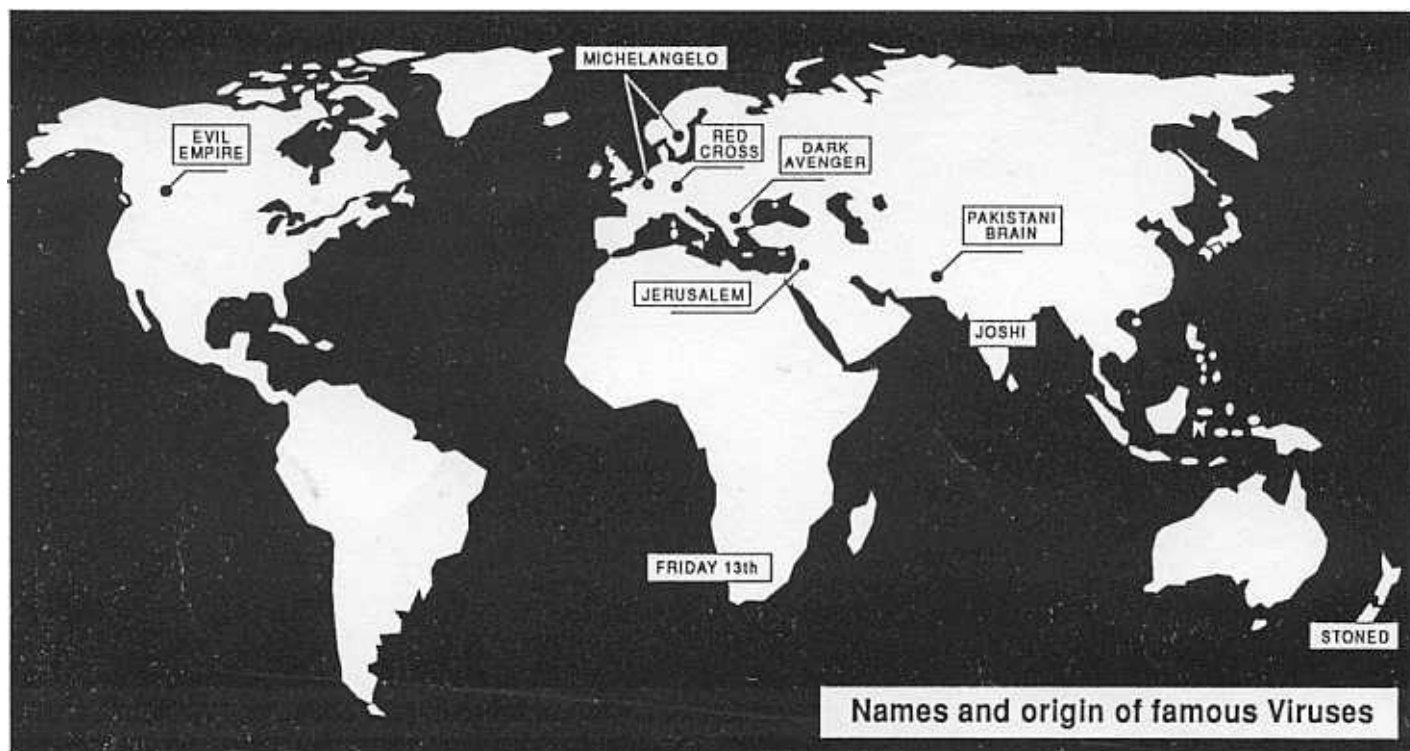 MICHELANGELO
EVIL
EMPIRE
RED
CROSS
DARK
AVENGER
PAKISTANI
BRAIN
JERUSALEM
JOSHI
FRIDAY 13th
STONED
Names and origin of famous Viruses